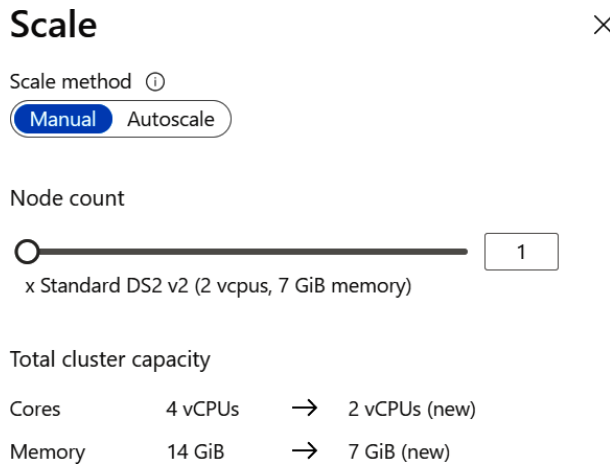 Scale
Scale method
Manual Autoscale
Node count
1
x Standard DS2 v2 (2 vcpus, 7 GiB memory)
Total cluster capacity
Cores 4 vCPUs → 2 vCPUs (new)
Memory 14 GiB → 7 GiB (new)